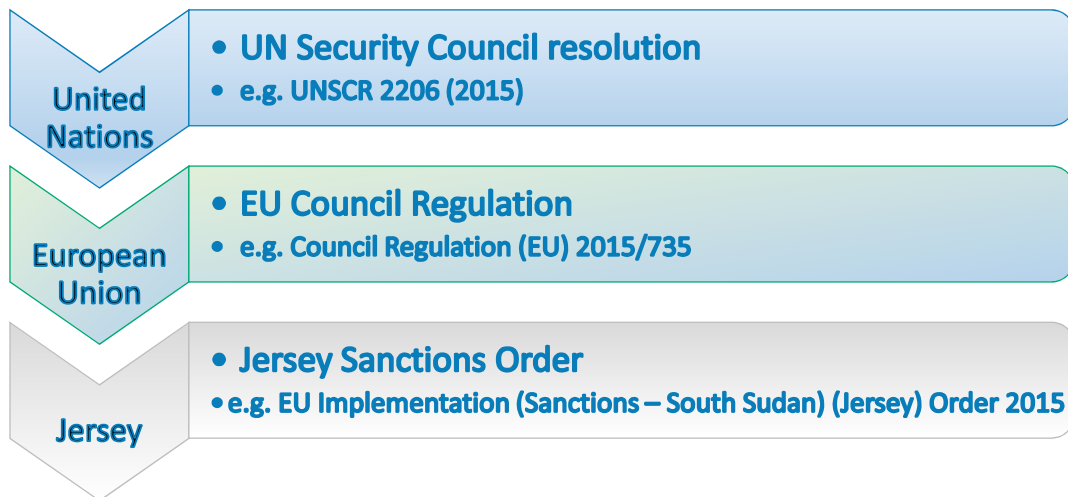 United
Nations
• UN Security Council resolution
• e.g. UNSCR 2206 (2015)
European
Union
• EU Council Regulation
• e.g. Council Regulation (EU) 2015/735
Jersey
• Jersey Sanctions Order
• e.g. EU Implementation (Sanctions – South Sudan) (Jersey) Order 2015